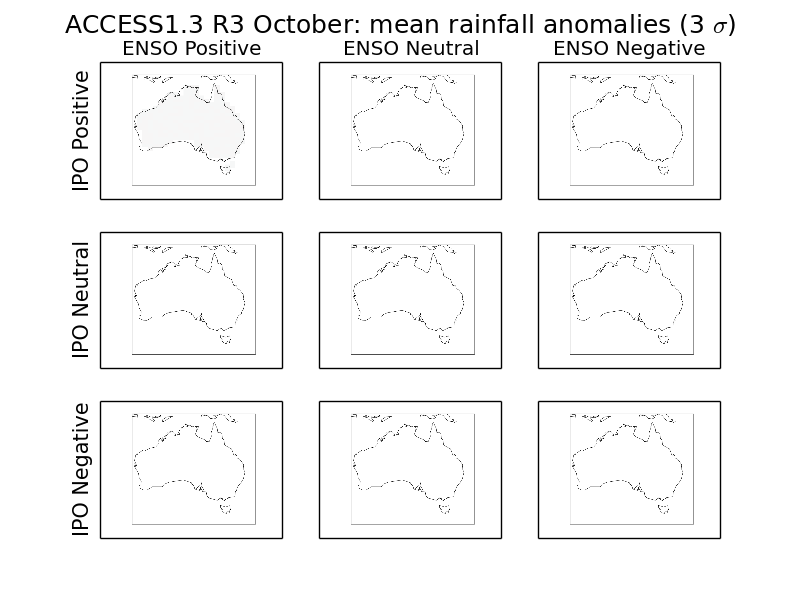 ACCESS1.3 R3 October: mean rainfall anomalies (3 σ)
ENSO Positive ENSO Neutral ENSO Negative
IPO Positive
IPO Neutral
IPO Negative